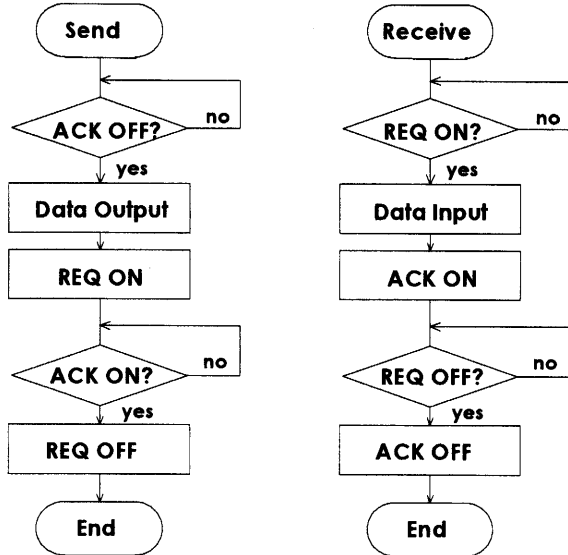 Send
ACK OFF?
no
yes
Data Output
REQ ON
ACK ON?
no
yes
REQ OFF
End
Receive
REQ ON?
no
yes
Data Input
ACK ON
REQ OFF?
no
yes
ACK OFF
End